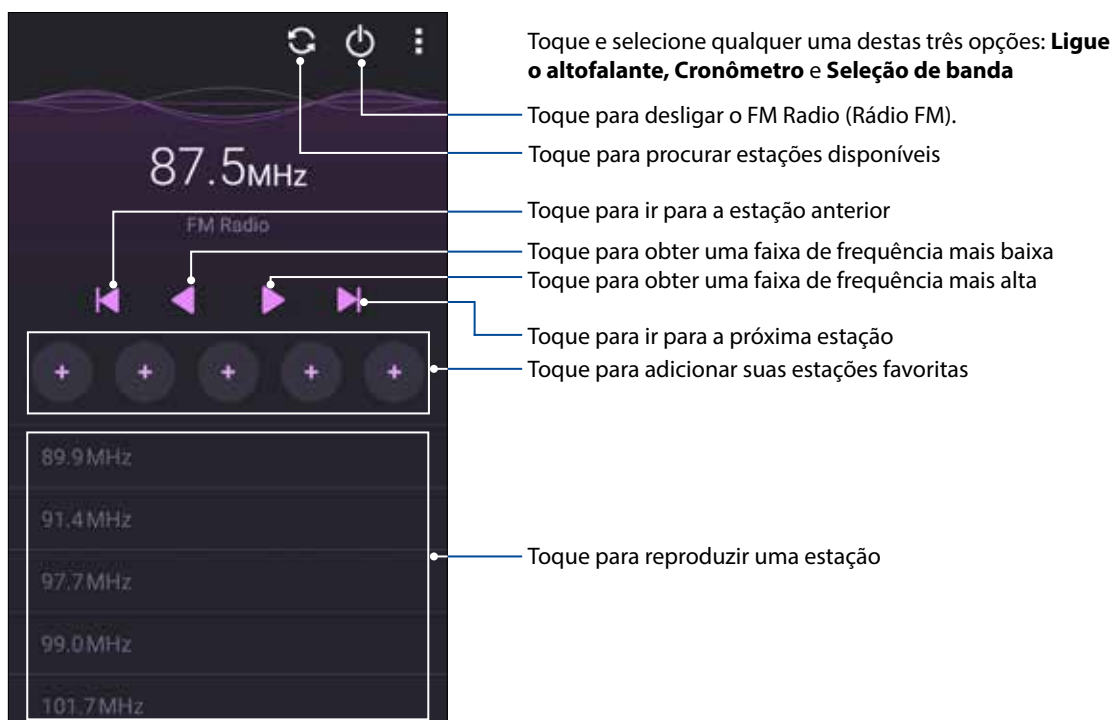 Toque e selecione qualquer uma destas três opções: Ligue
o altofalante, Cronômetro e Seleção de banda
Toque para desligar o FM Radio (Rádio FM).
Toque para procurar estações disponíveis
87.5MHz
FM Radio
Toque para ir para a estação anterior
Toque para obter uma faixa de frequência mais baixa
Toque para obter uma faixa de frequência mais alta
Toque para ir para a próxima estação
Toque para adicionar suas estações favoritas
+ + + + +
89.9MHz
91.4MHz
Toque para reproduzir uma estação
97.7MHz
99.0MHz
101.7MHz